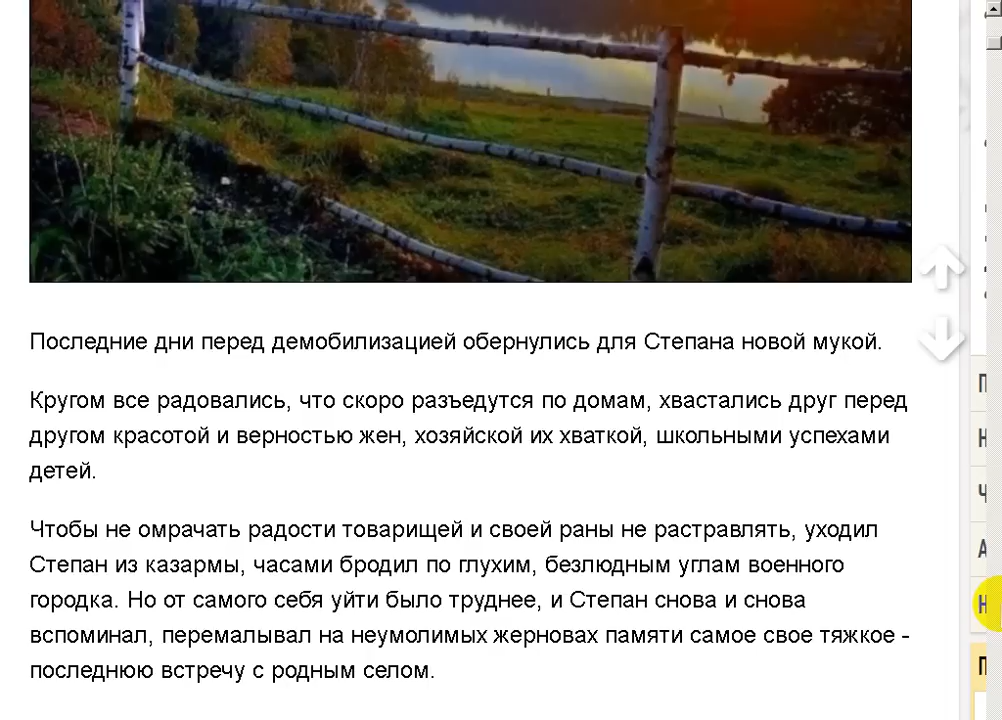 Последние дни перед демобилизацией обернулись для Степана новой мукой.
Кругом все радовались, что скоро разъедутся по домам, хвастались друг перед
другом красотой и верностью жен, хозяйской их хваткой, школьными успехами
детей.
Чтобы не омрачать радости товарищей и своей раны не растравлять, уходил
Степан из казармы, часами бродил по глухим, безлюдным углам военного
городка. Но от самого себя уйти было труднее, и Степан снова и снова
вспоминал, перемалывал на неумолимых жерновах памяти самое свое тяжкое -
последнюю встречу с родным селом.
П
Н
Ч
А
Н
П